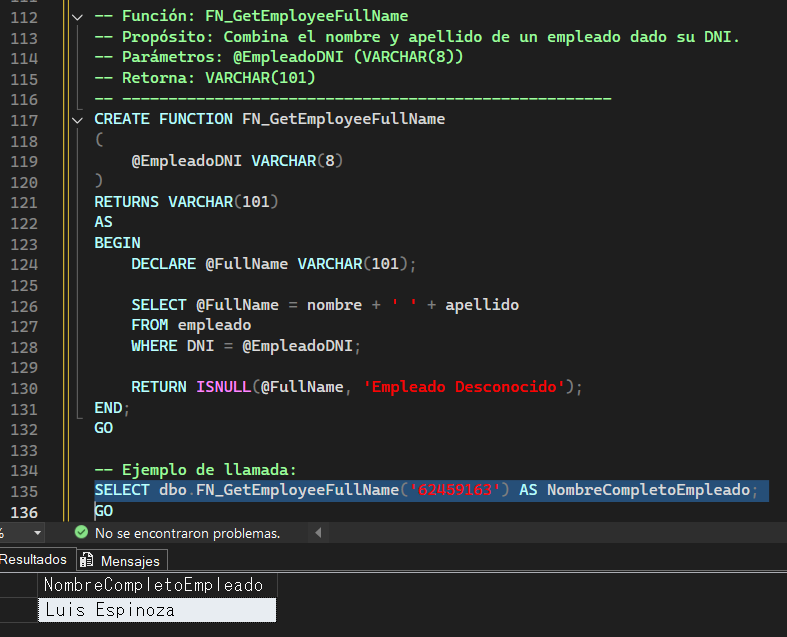 112 -- Función: FN_GetEmployeeFullName
113 -- Propósito: Combina el nombre y apellido de un empleado dado su DNI.
114 -- Parámetros: @EmpleadoDNI (VARCHAR(8))
115 -- Retorna: VARCHAR(101)
116 -- -----------------------------------------------------
117 CREATE FUNCTION FN_GetEmployeeFullName
118 (
119     @EmpleadoDNI VARCHAR(8)
120 )
121 RETURNS VARCHAR(101)
122 AS
123 BEGIN
124     DECLARE @FullName VARCHAR(101);
125
126     SELECT @FullName = nombre + ' ' + apellido
127     FROM empleado
128     WHERE DNI = @EmpleadoDNI;
129
130     RETURN ISNULL(@FullName, 'Empleado Desconocido');
131 END;
132 GO
133
134 -- Ejemplo de llamada:
135 SELECT dbo.FN_GetEmployeeFullName('62459163') AS NombreCompletoEmpleado;
136 GO
% No se encontraron problemas.
Resultados Mensajes
NombreCompletoEmpleado
Luis Espinoza